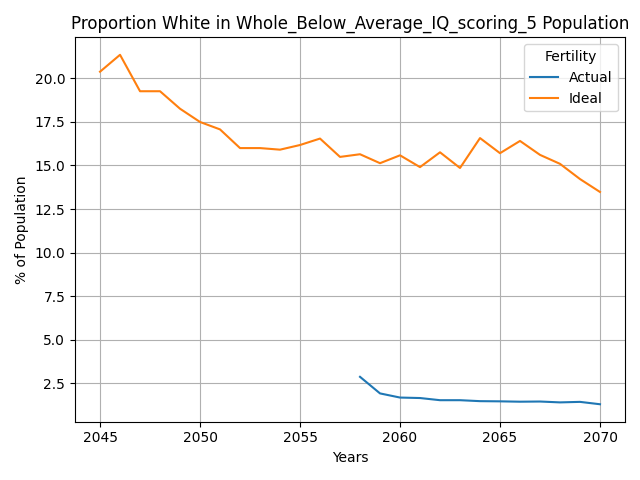 Proportion White in Whole_Below_Average_IQ_scoring_5 Population
Fertility
Actual
Ideal
% of Population
20.0
17.5
15.0
12.5
10.0
7.5
5.0
2.5
2045 2050 2055 2060 2065 2070
Years